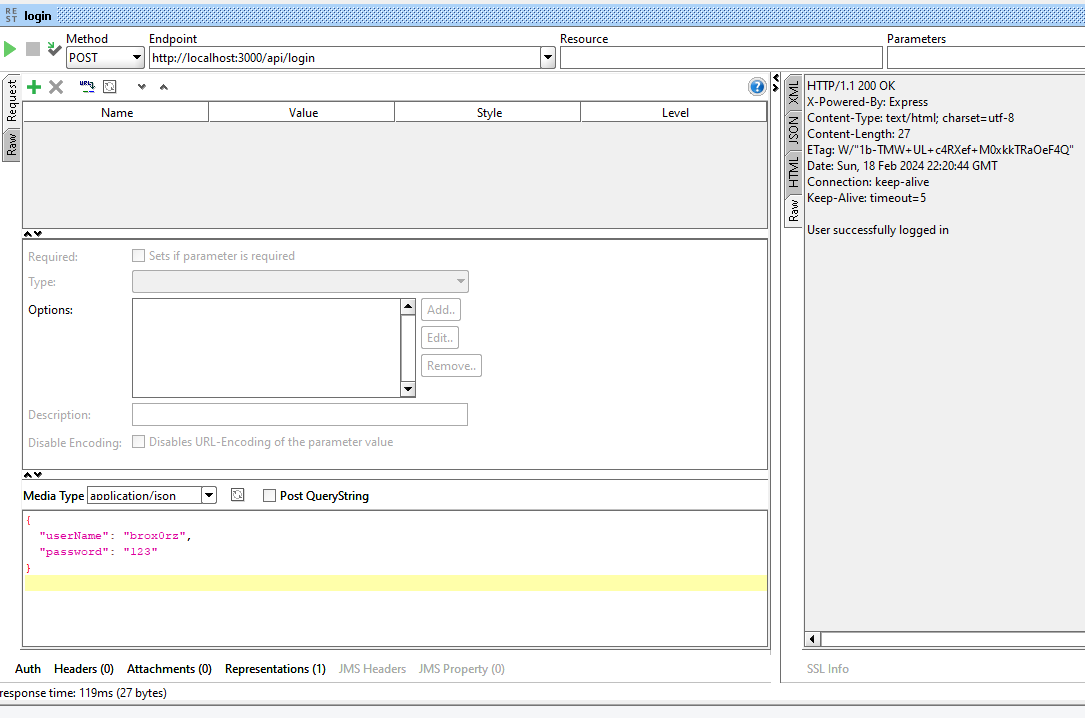 REST login
Method Endpoint Resource Parameters
POST http://localhost:3000/api/login
Request
Raw
Name Value Style Level
Required: Sets if parameter is required
Type:
Options:
Add..
Edit..
Remove..
Description:
Disable Encoding: Disables URL-Encoding of the parameter value
Media Type application/json Post QueryString
{
"userName": "brox0rz",
"password": "123"
}
Auth Headers (0) Attachments (0) Representations (1) JMS Headers JMS Property (0)
response time: 119ms (27 bytes)
XML
JSON
HTML
Raw
HTTP/1.1 200 OK
X-Powered-By: Express
Content-Type: text/html; charset=utf-8
Content-Length: 27
ETag: W/"1b-TMW+UL+c4RXef+M0xkkTRaOeF4Q"
Date: Sun, 18 Feb 2024 22:20:44 GMT
Connection: keep-alive
Keep-Alive: timeout=5
User successfully logged in
SSL Info